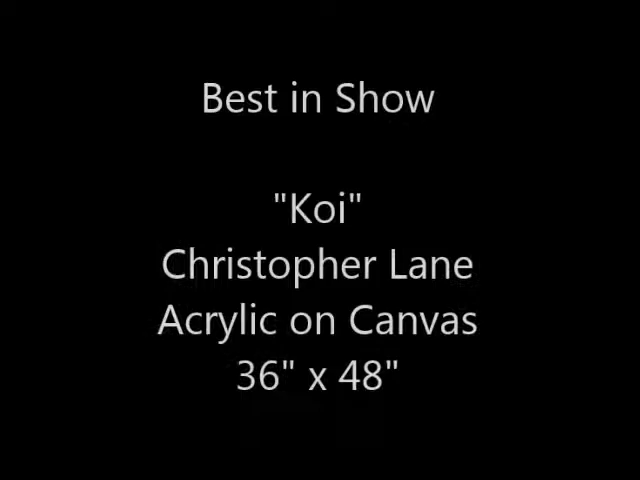 Best in Show
"Koi"
Christopher Lane
Acrylic on Canvas
36" x 48"